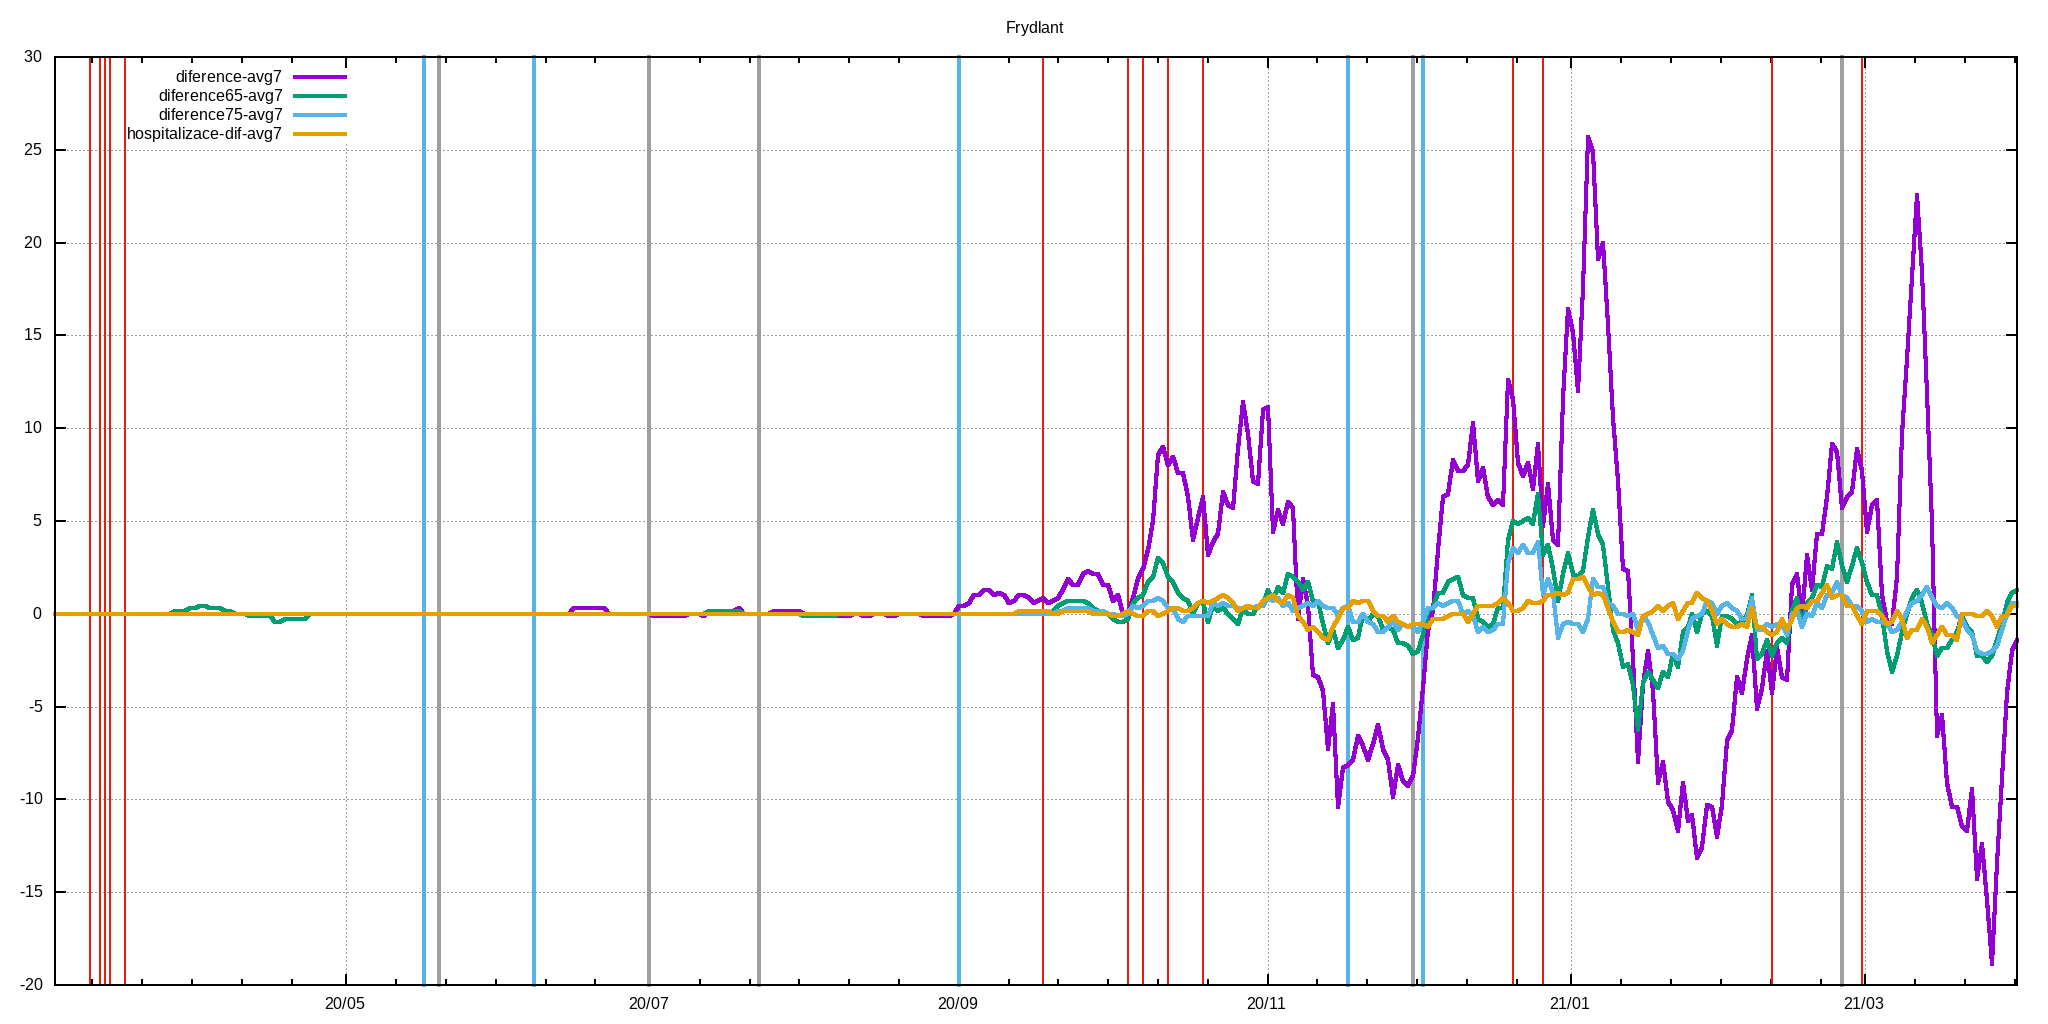 Frydlant
30
25
20
15
10
5
0
-5
-10
-15
-20
diference-avg7
diference65-avg7
diference75-avg7
hospitalizace-dif-avg7
20/05 20/07 20/09 20/11 21/01 21/03